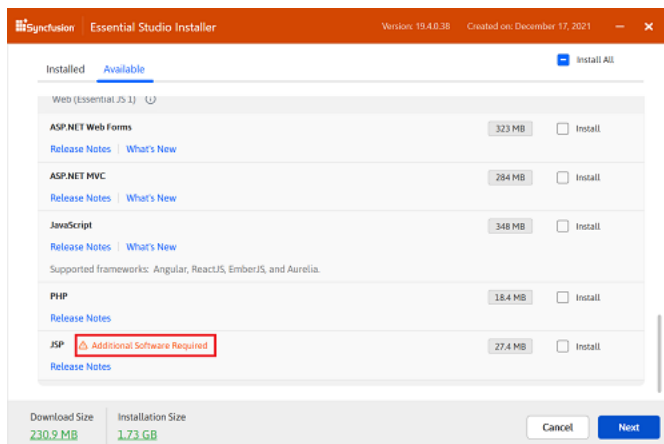 Syncfusion Essential Studio Installer Version: 19.4.0.38 Created on: December 17, 2021
Installed Available Install All
Web (Essential JS 1)
ASP.NET Web Forms 323 MB Install
Release Notes What's New
ASP.NET MVC 284 MB Install
Release Notes What's New
JavaScript 348 MB Install
Release Notes What's New
Supported frameworks: Angular, ReactJS, EmberJS, and Aurelia.
PHP 18.4 MB Install
Release Notes
JSP Additional Software Required 27.4 MB Install
Release Notes
Download Size Installation Size
230.9 MB 1.73 GB
Cancel Next